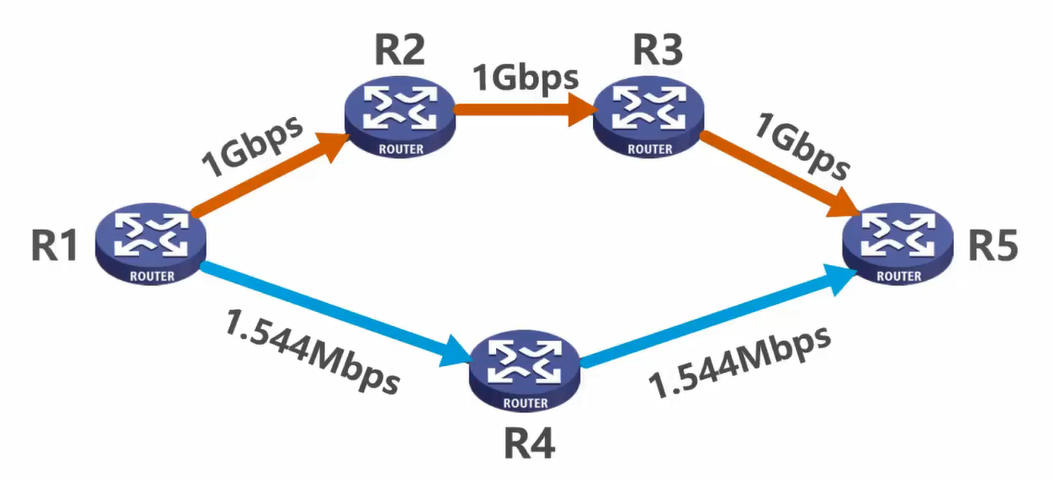 R2
R3
1Gbps
1Gbps
1Gbps
ROUTER
ROUTER
R1
R5
ROUTER
ROUTER
1.544Mbps
1.544Mbps
ROUTER
R4